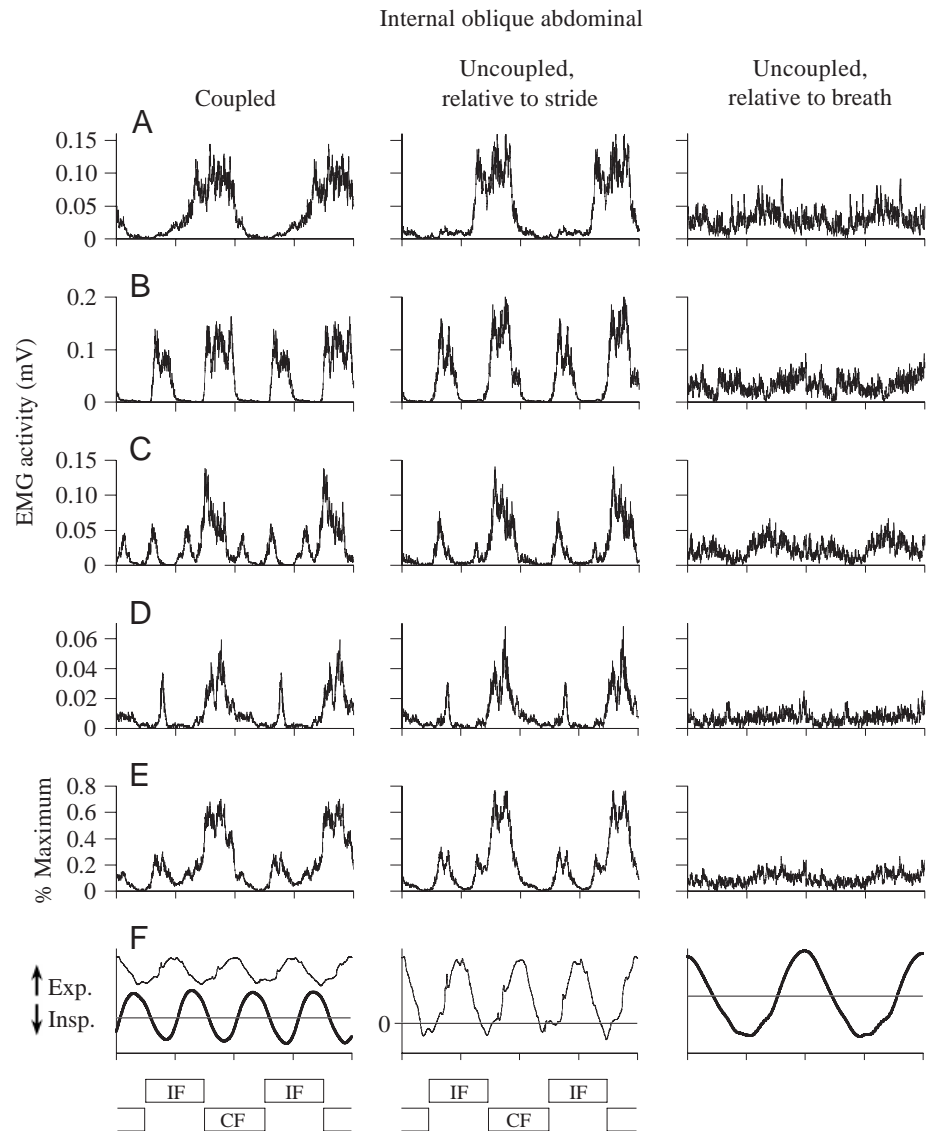 Internal oblique abdominal
Coupled
Uncoupled,
relative to stride
Uncoupled,
relative to breath
EMG activity (mV)
A
0.15
0.10
0.05
0
B
0.2
0.1
0
C
0.15
0.10
0.05
0
D
0.06
0.04
0.02
0
% Maximum
E
0.8
0.6
0.4
0.2
0
F
Exp.
Insp.
0
IF IF IF IF
CF CF